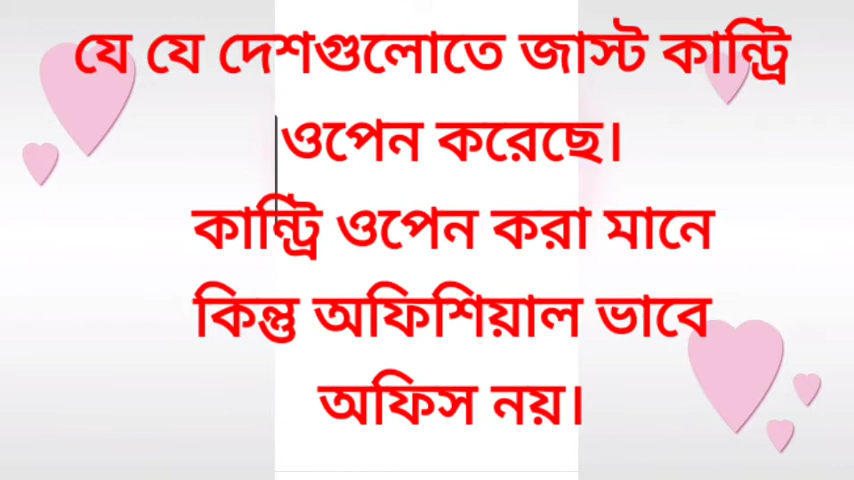 যে যে দেশগুলোতে জাস্ট কান্ট্রি
ওপেন করেছে।
কান্ট্রি ওপেন করা মানে
কিন্তু অফিশিয়াল ভাবে
অফিস নয়।